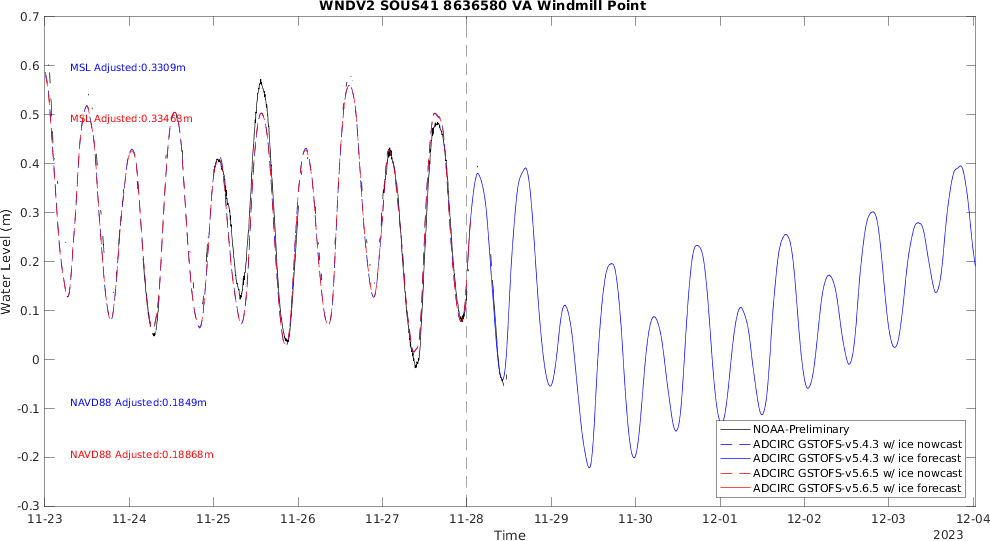 WNDV2 SOUS41 8636580 VA Windmill Point
0.7
0.6
0.5
0.4
0.3
0.2
0.1
0
-0.1
-0.2
-0.3
Water Level (m)
MSL Adjusted:0.3309m
MSL Adjusted:0.33468m
NAVD88 Adjusted:0.1849m
NAVD88 Adjusted:0.18868m
NOAA-Preliminary
ADCIRC GSTOFS-v5.4.3 w/ ice nowcast
ADCIRC GSTOFS-v5.4.3 w/ ice forecast
ADCIRC GSTOFS-v5.6.5 w/ ice nowcast
ADCIRC GSTOFS-v5.6.5 w/ ice forecast
11-23 11-24 11-25 11-26 11-27 11-28 11-29 11-30 12-01 12-02 12-03 12-04
Time
2023